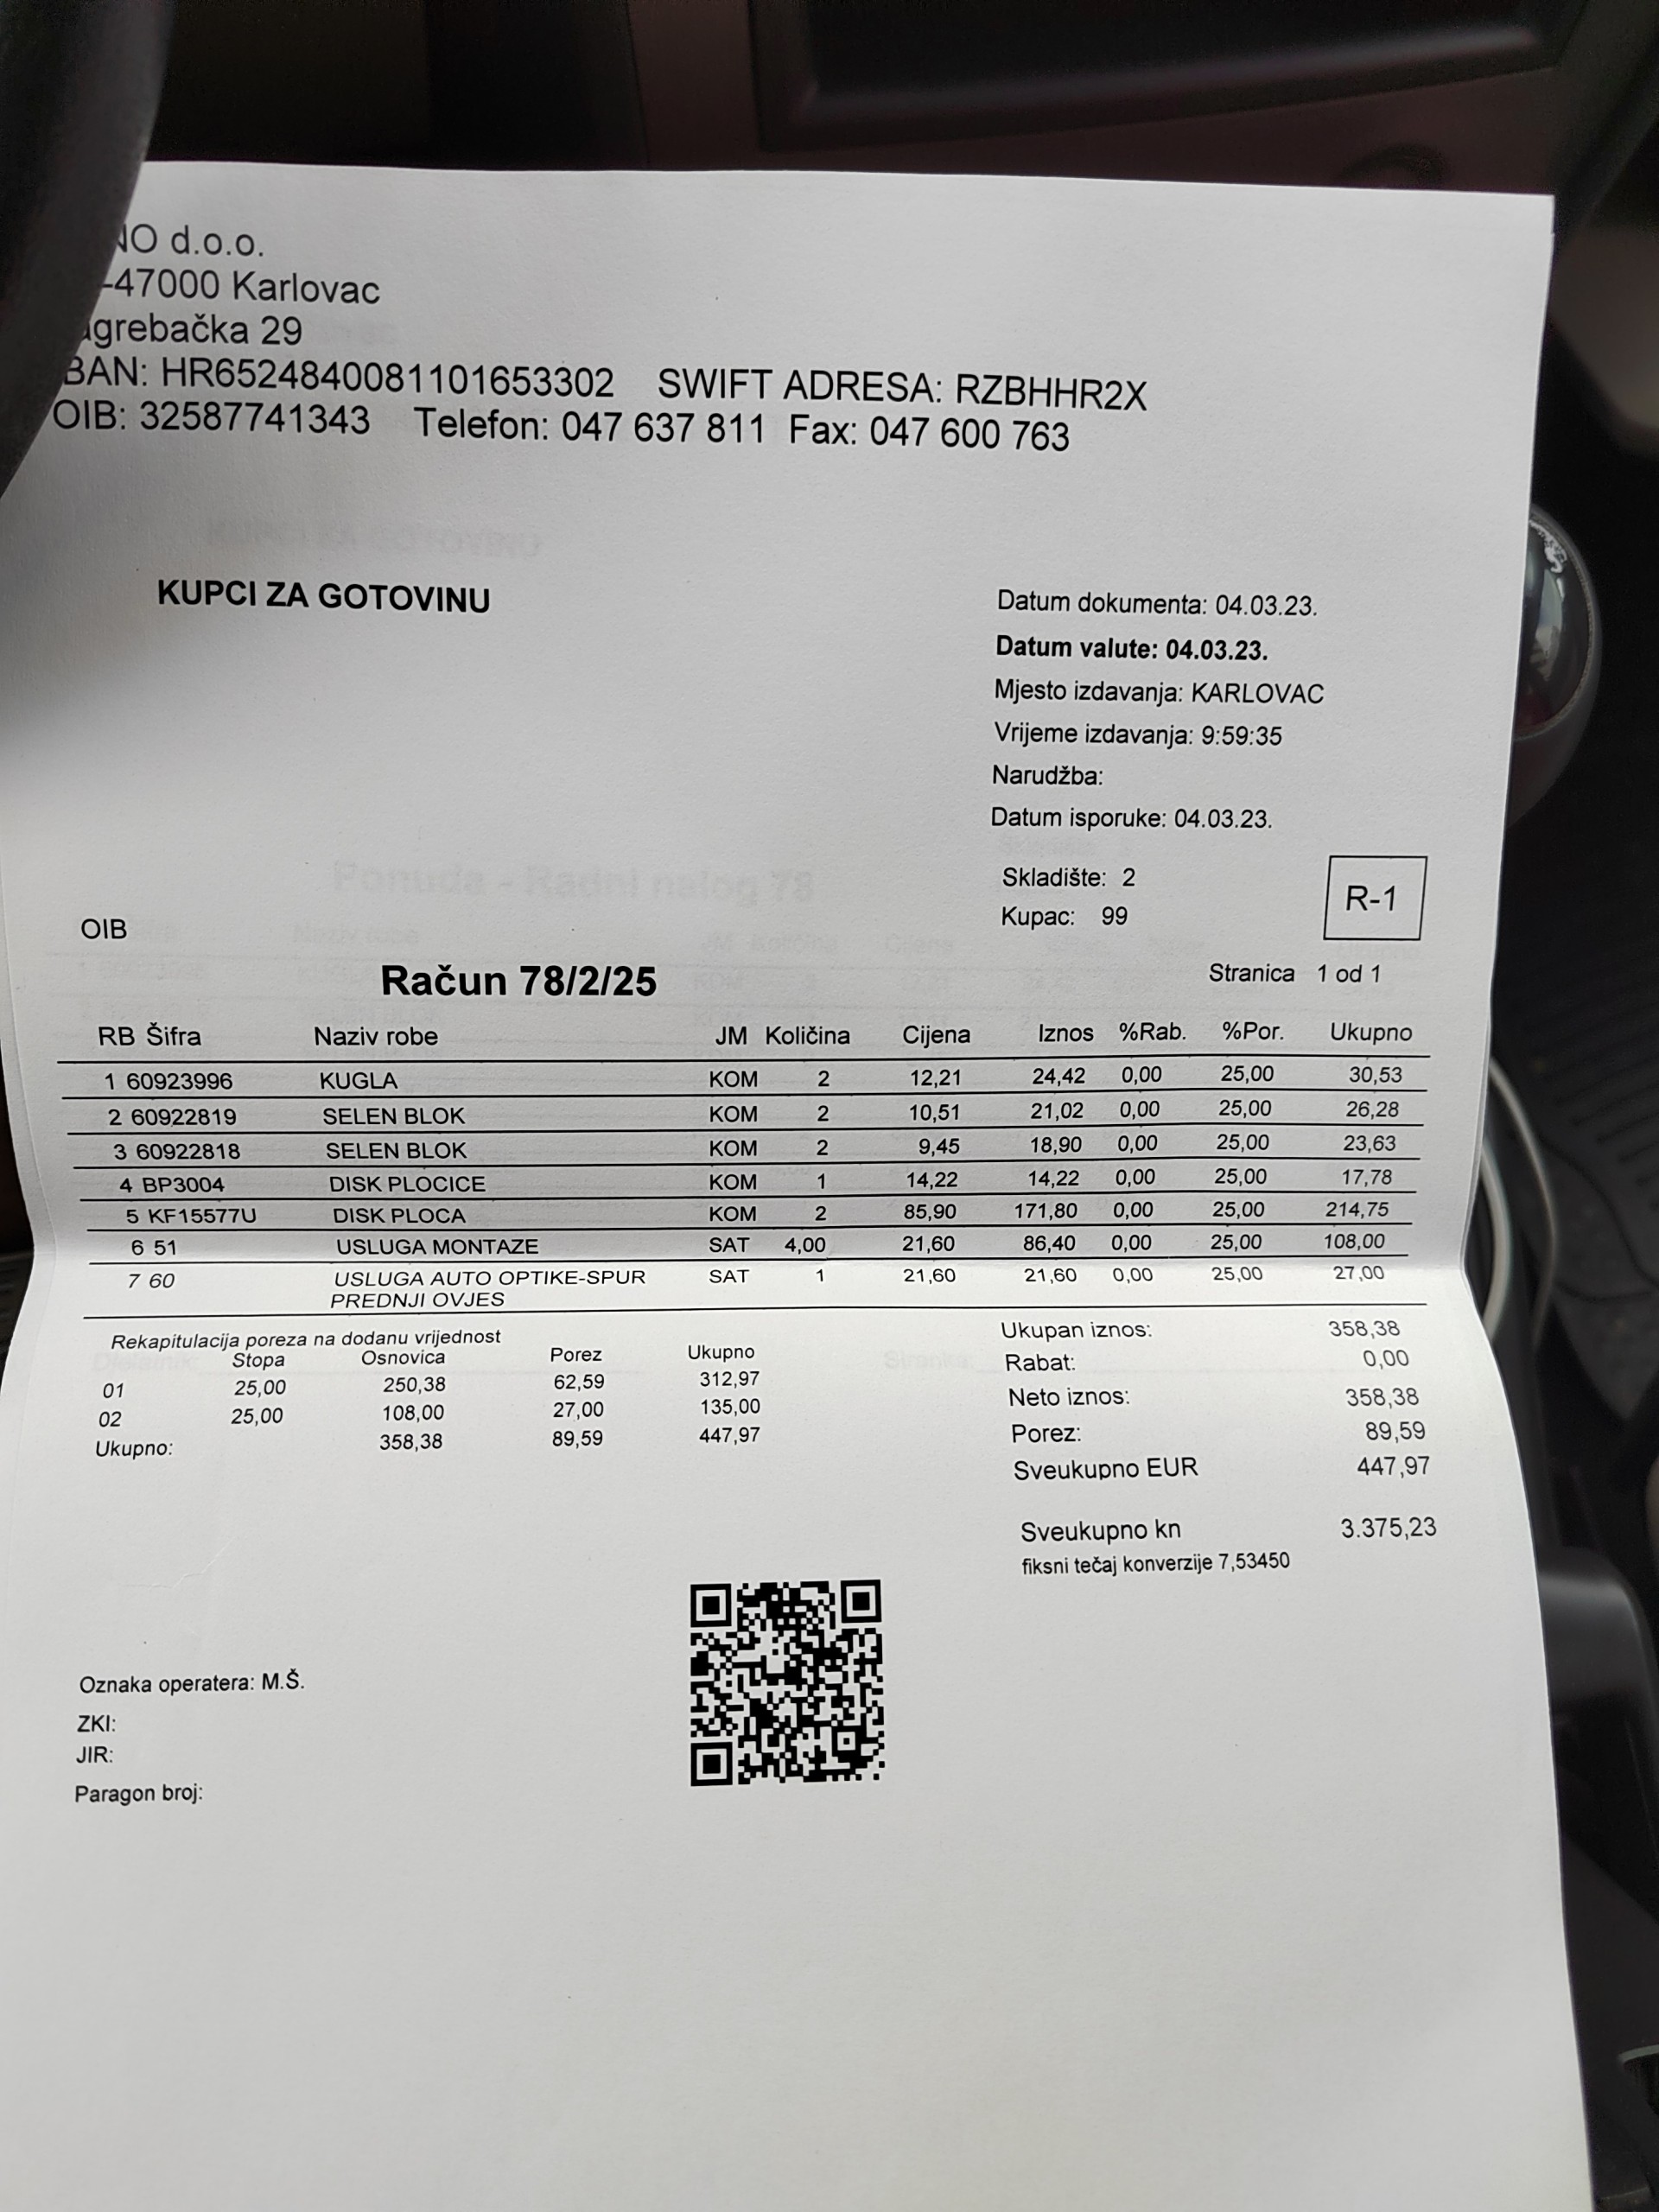 NO d.o.o.
-47000 Karlovac
agrebačka 29
BAN: HR6524840081101653302 SWIFT ADRESA: RZBHHR2X
OIB: 32587741343 Telefon: 047 637 811 Fax: 047 600 763
KUPCI ZA GOTOVINU
Datum dokumenta: 04.03.23.
Datum valute: 04.03.23.
Mjesto izdavanja: KARLOVAC
Vrijeme izdavanja: 9:59:35
Narudžba:
Datum isporuke: 04.03.23.
Skladište: 2
Kupac: 99
R-1
OIB
Račun 78/2/25
Stranica 1 od 1
RB Šifra Naziv robe JM Količina Cijena Iznos %Rab. %Por. Ukupno
1 60923996 KUGLA KOM 2 12,21 24,42 0,00 25,00 30,53
2 60922819 SELEN BLOK KOM 2 10,51 21,02 0,00 25,00 26,28
3 60922818 SELEN BLOK KOM 2 9,45 18,90 0,00 25,00 23,63
4 BP3004 DISK PLOCICE KOM 1 14,22 14,22 0,00 25,00 17,78
5 KF15577U DISK PLOCA KOM 2 85,90 171,80 0,00 25,00 214,75
6 51 USLUGA MONTAZE SAT 4,00 21,60 86,40 0,00 25,00 108,00
7 60 USLUGA AUTO OPTIKE-SPUR SAT 1 21,60 21,60 0,00 25,00 27,00
PREDNJI OVJES
Rekapitulacija poreza na dodanu vrijednost
Stopa Osnovica Porez Ukupno
01 25,00 250,38 62,59 312,97
02 25,00 108,00 27,00 135,00
Ukupno: 358,38 89,59 447,97
Ukupan iznos: 358,38
Rabat: 0,00
Neto iznos: 358,38
Porez: 89,59
Sveukupno EUR 447,97
Sveukupno kn 3.375,23
fiksni tečaj konverzije 7,53450
Oznaka operatera: M.Š.
ZKI:
JIR:
Paragon broj: